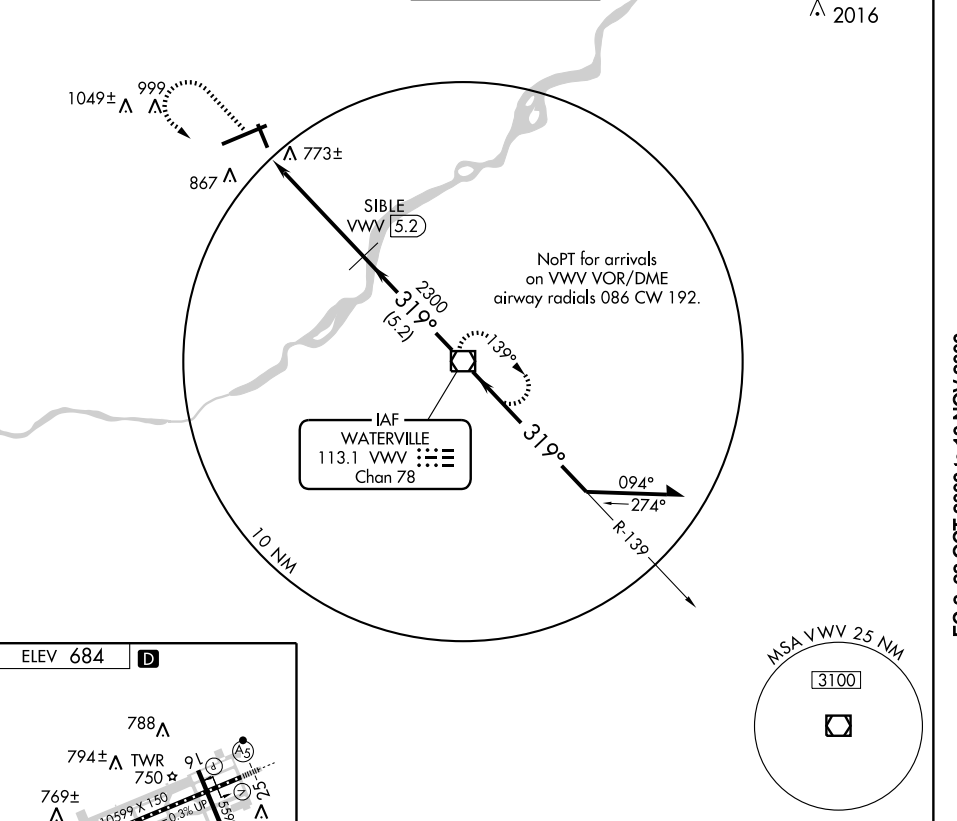 2016
1049±
999
773±
867
SIBLE
VWV 5.2
NoPT for arrivals
on VWV VOR/DME
airway radials 086 CW 192.
2300
319°
(5.2)
139°
IAF
WATERVILLE
113.1 VWV
Chan 78
319°
094°
274°
R-139
10 NM
MSA VWV 25 NM
3100
ELEV 684 D
788
794±
TWR
750
769±
16
P
A5
V
25
10599 X 150
0.3% UP